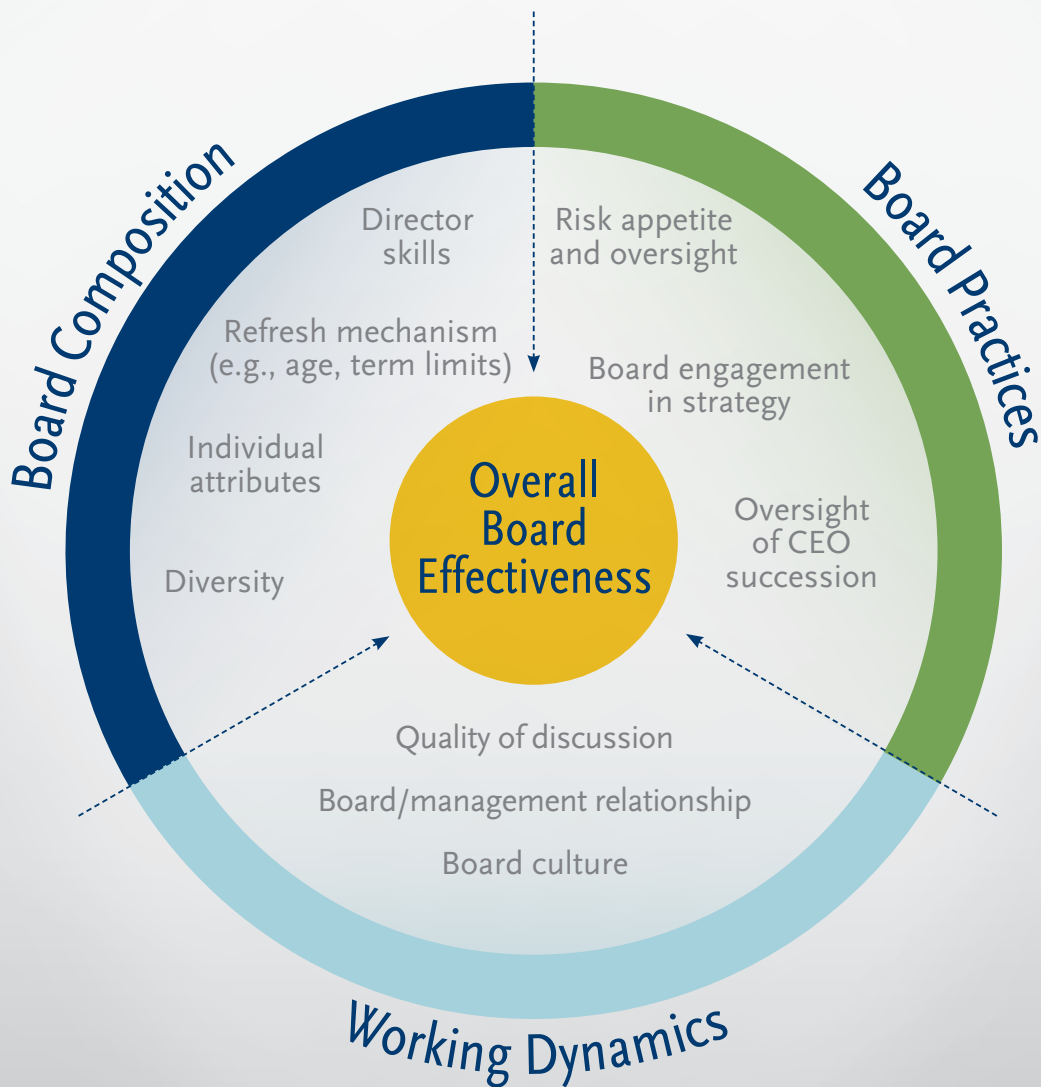 Board Composition
Director
skills
Refresh mechanism
(e.g., age, term limits)
Individual
attributes
Diversity
Board Practices
Risk appetite
and oversight
Board engagement
in strategy
Oversight
of CEO
succession
Overall
Board
Effectiveness
Quality of discussion
Board/management relationship
Board culture
Working Dynamics